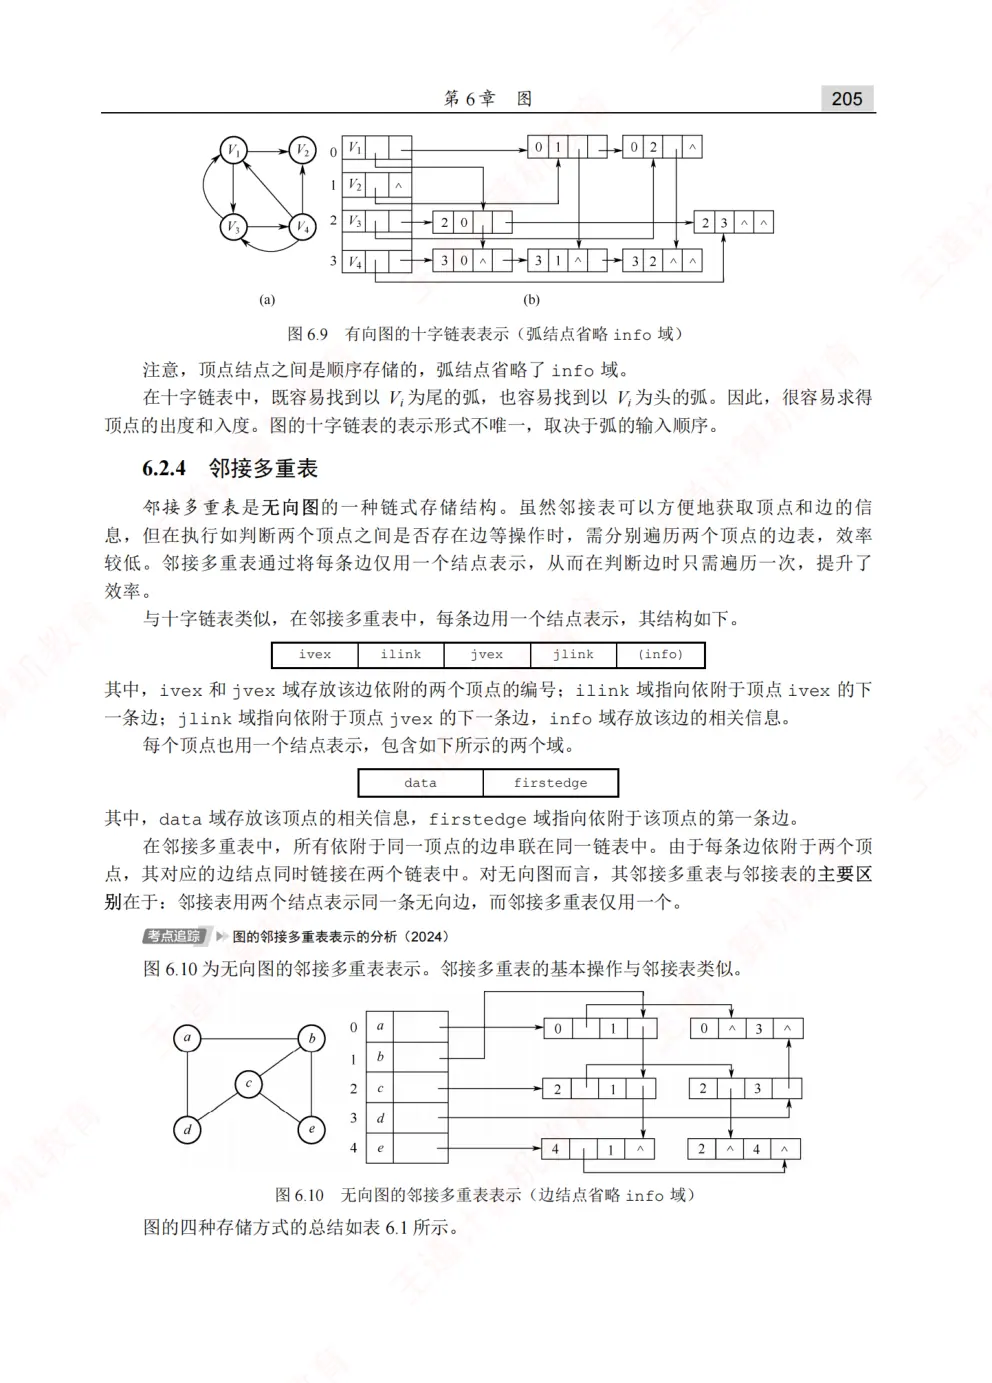 第 6 章 图
205
V1
V2
V3
V4
0 V1
0 1
0 2 ^
1 V2 ^
2 V3
2 0
2 3 ^ ^
3 V4
3 0 ^
3 1 ^
3 2 ^ ^
(a)
(b)
图 6.9 有向图的十字链表表示（弧结点省略 info 域）
注意，顶点结点之间是顺序存储的，弧结点省略了 info 域。
在十字链表中，既容易找到以 Vi 为尾的弧，也容易找到以 Vi 为头的弧。因此，很容易求得
顶点的出度和入度。图的十字链表的表示形式不唯一，取决于弧的输入顺序。
6.2.4 邻接多重表
邻接多重表是无向图的一种链式存储结构。虽然邻接表可以方便地获取顶点和边的信
息，但在执行如判断两个顶点之间是否存在边等操作时，需分别遍历两个顶点的边表，效率
较低。邻接多重表通过将每条边仅用一个结点表示，从而在判断边时只需遍历一次，提升了
效率。
与十字链表类似，在邻接多重表中，每条边用一个结点表示，其结构如下。
ivex ilink jvex jlink (info)
其中，ivex 和 jvex 域存放该边依附的两个顶点的编号；ilink 域指向依附于顶点 ivex 的下
一条边；jlink 域指向依附于顶点 jvex 的下一条边，info 域存放该边的相关信息。
每个顶点也用一个结点表示，包含如下所示的两个域。
data firstedge
其中，data 域存放该顶点的相关信息，firstedge 域指向依附于该顶点的第一条边。
在邻接多重表中，所有依附于同一顶点的边串联在同一链表中。由于每条边依附于两个顶
点，其对应的边结点同时链接在两个链表中。对无向图而言，其邻接多重表与邻接表的主要区
别在于：邻接表用两个结点表示同一条无向边，而邻接多重表仅用一个。
考点追踪 图的邻接多重表表示的分析（2024）
图 6.10 为无向图的邻接多重表表示。邻接多重表的基本操作与邻接表类似。
a
b
c
d
e
0 a
0 1
0 ^ 3 ^
1 b
2 c
2 1
2 3
3 d
4 e
4 1 ^
2 ^ 4 ^
图 6.10 无向图的邻接多重表表示（边结点省略 info 域）
图的四种存储方式的总结如表 6.1 所示。